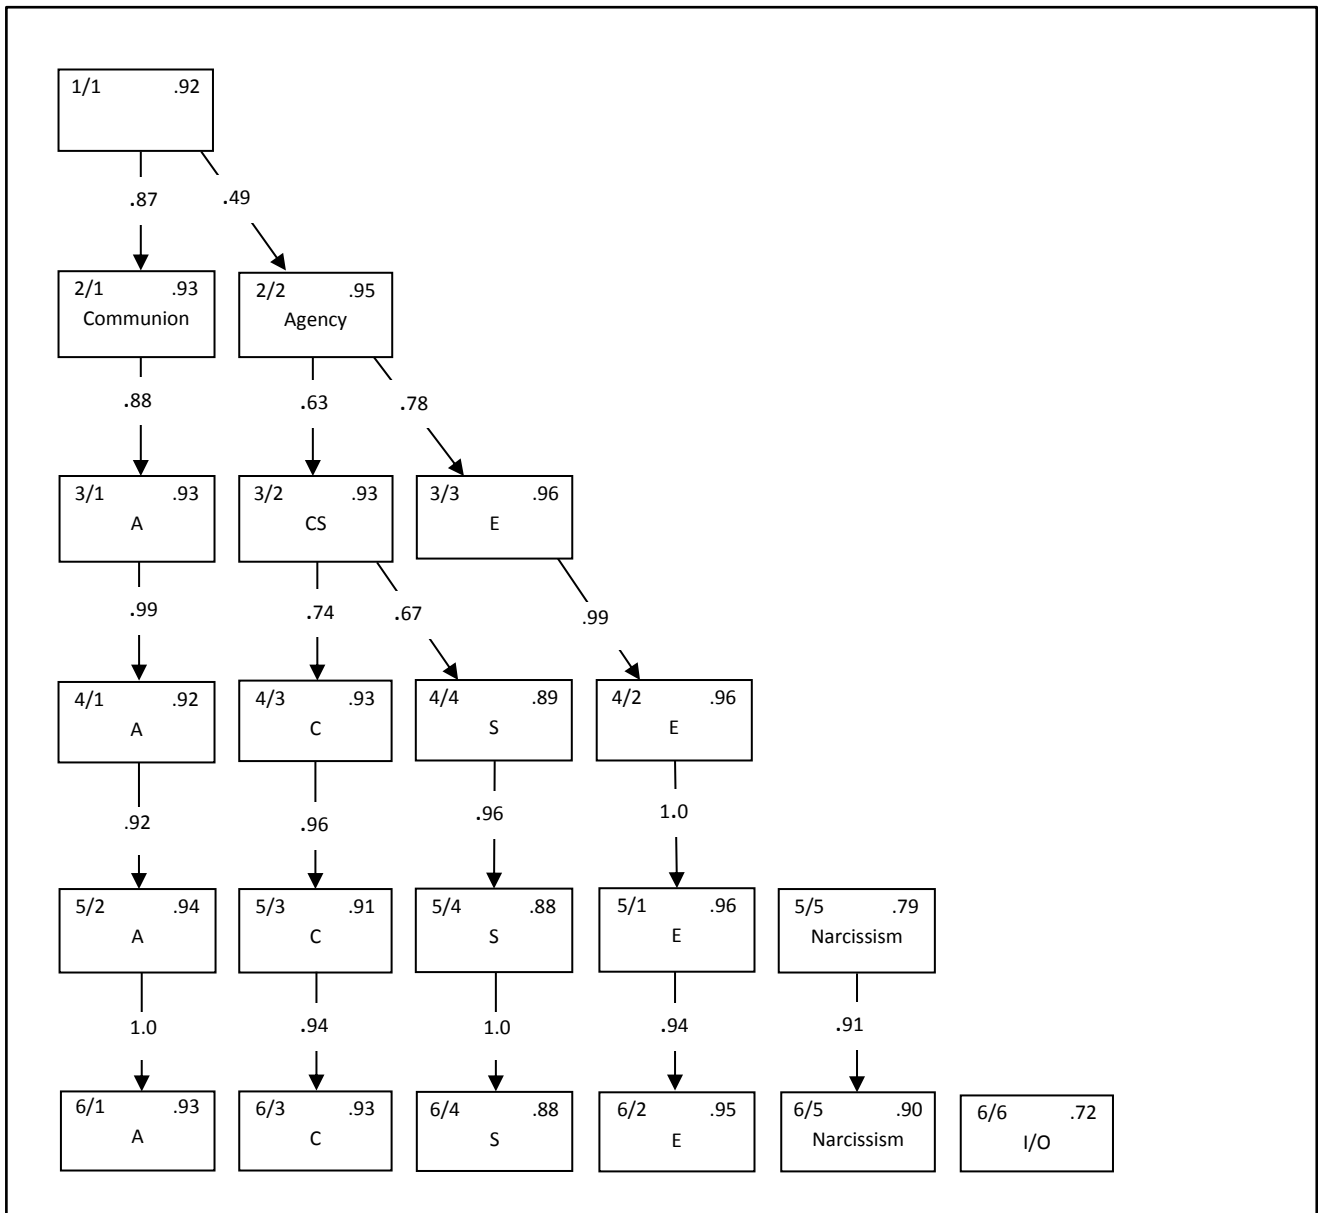 1/1 .92
.87 .49
2/1 .93 2/2 .95
Communion Agency
.88 .63 .78
3/1 .93 3/2 .93 3/3 .96
A CS E
.99 .74 .67 .99
4/1 .92 4/3 .93 4/4 .89 4/2 .96
A C S E
.92 .96 .96 1.0
5/2 .94 5/3 .91 5/4 .88 5/1 .96 5/5 .79
A C S E Narcissism
1.0 .94 1.0 .94 .91
6/1 .93 6/3 .93 6/4 .88 6/2 .95 6/5 .90 6/6 .72
A C S E Narcissism I/O